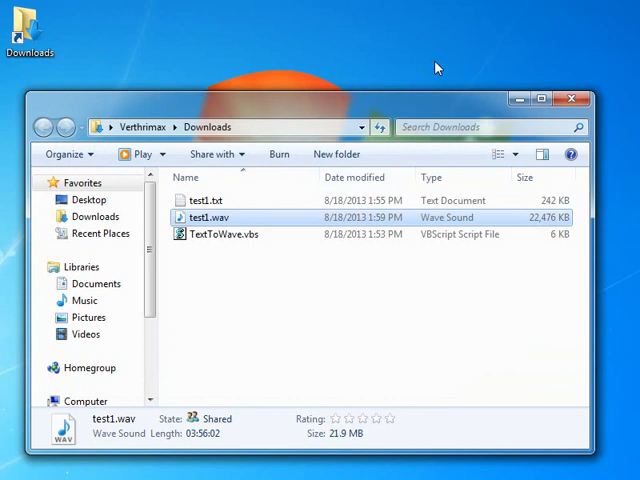 Downloads
Verthrimax Downloads
Search Downloads
Organize Play Share with Burn New folder
Name Date modified Type Size
Favorites
Desktop
Downloads
Recent Places
Libraries
Documents
Music
Pictures
Videos
Homegroup
Computer
test1.txt 8/18/2013 1:55 PM Text Document 242 KB
test1.wav 8/18/2013 1:59 PM Wave Sound 22,476 KB
TextToWave.vbs 8/18/2013 1:53 PM VBScript Script File 6 KB
WAV
test1.wav State: Shared Rating:
Wave Sound Length: 03:56:02 Size: 21.9 MB